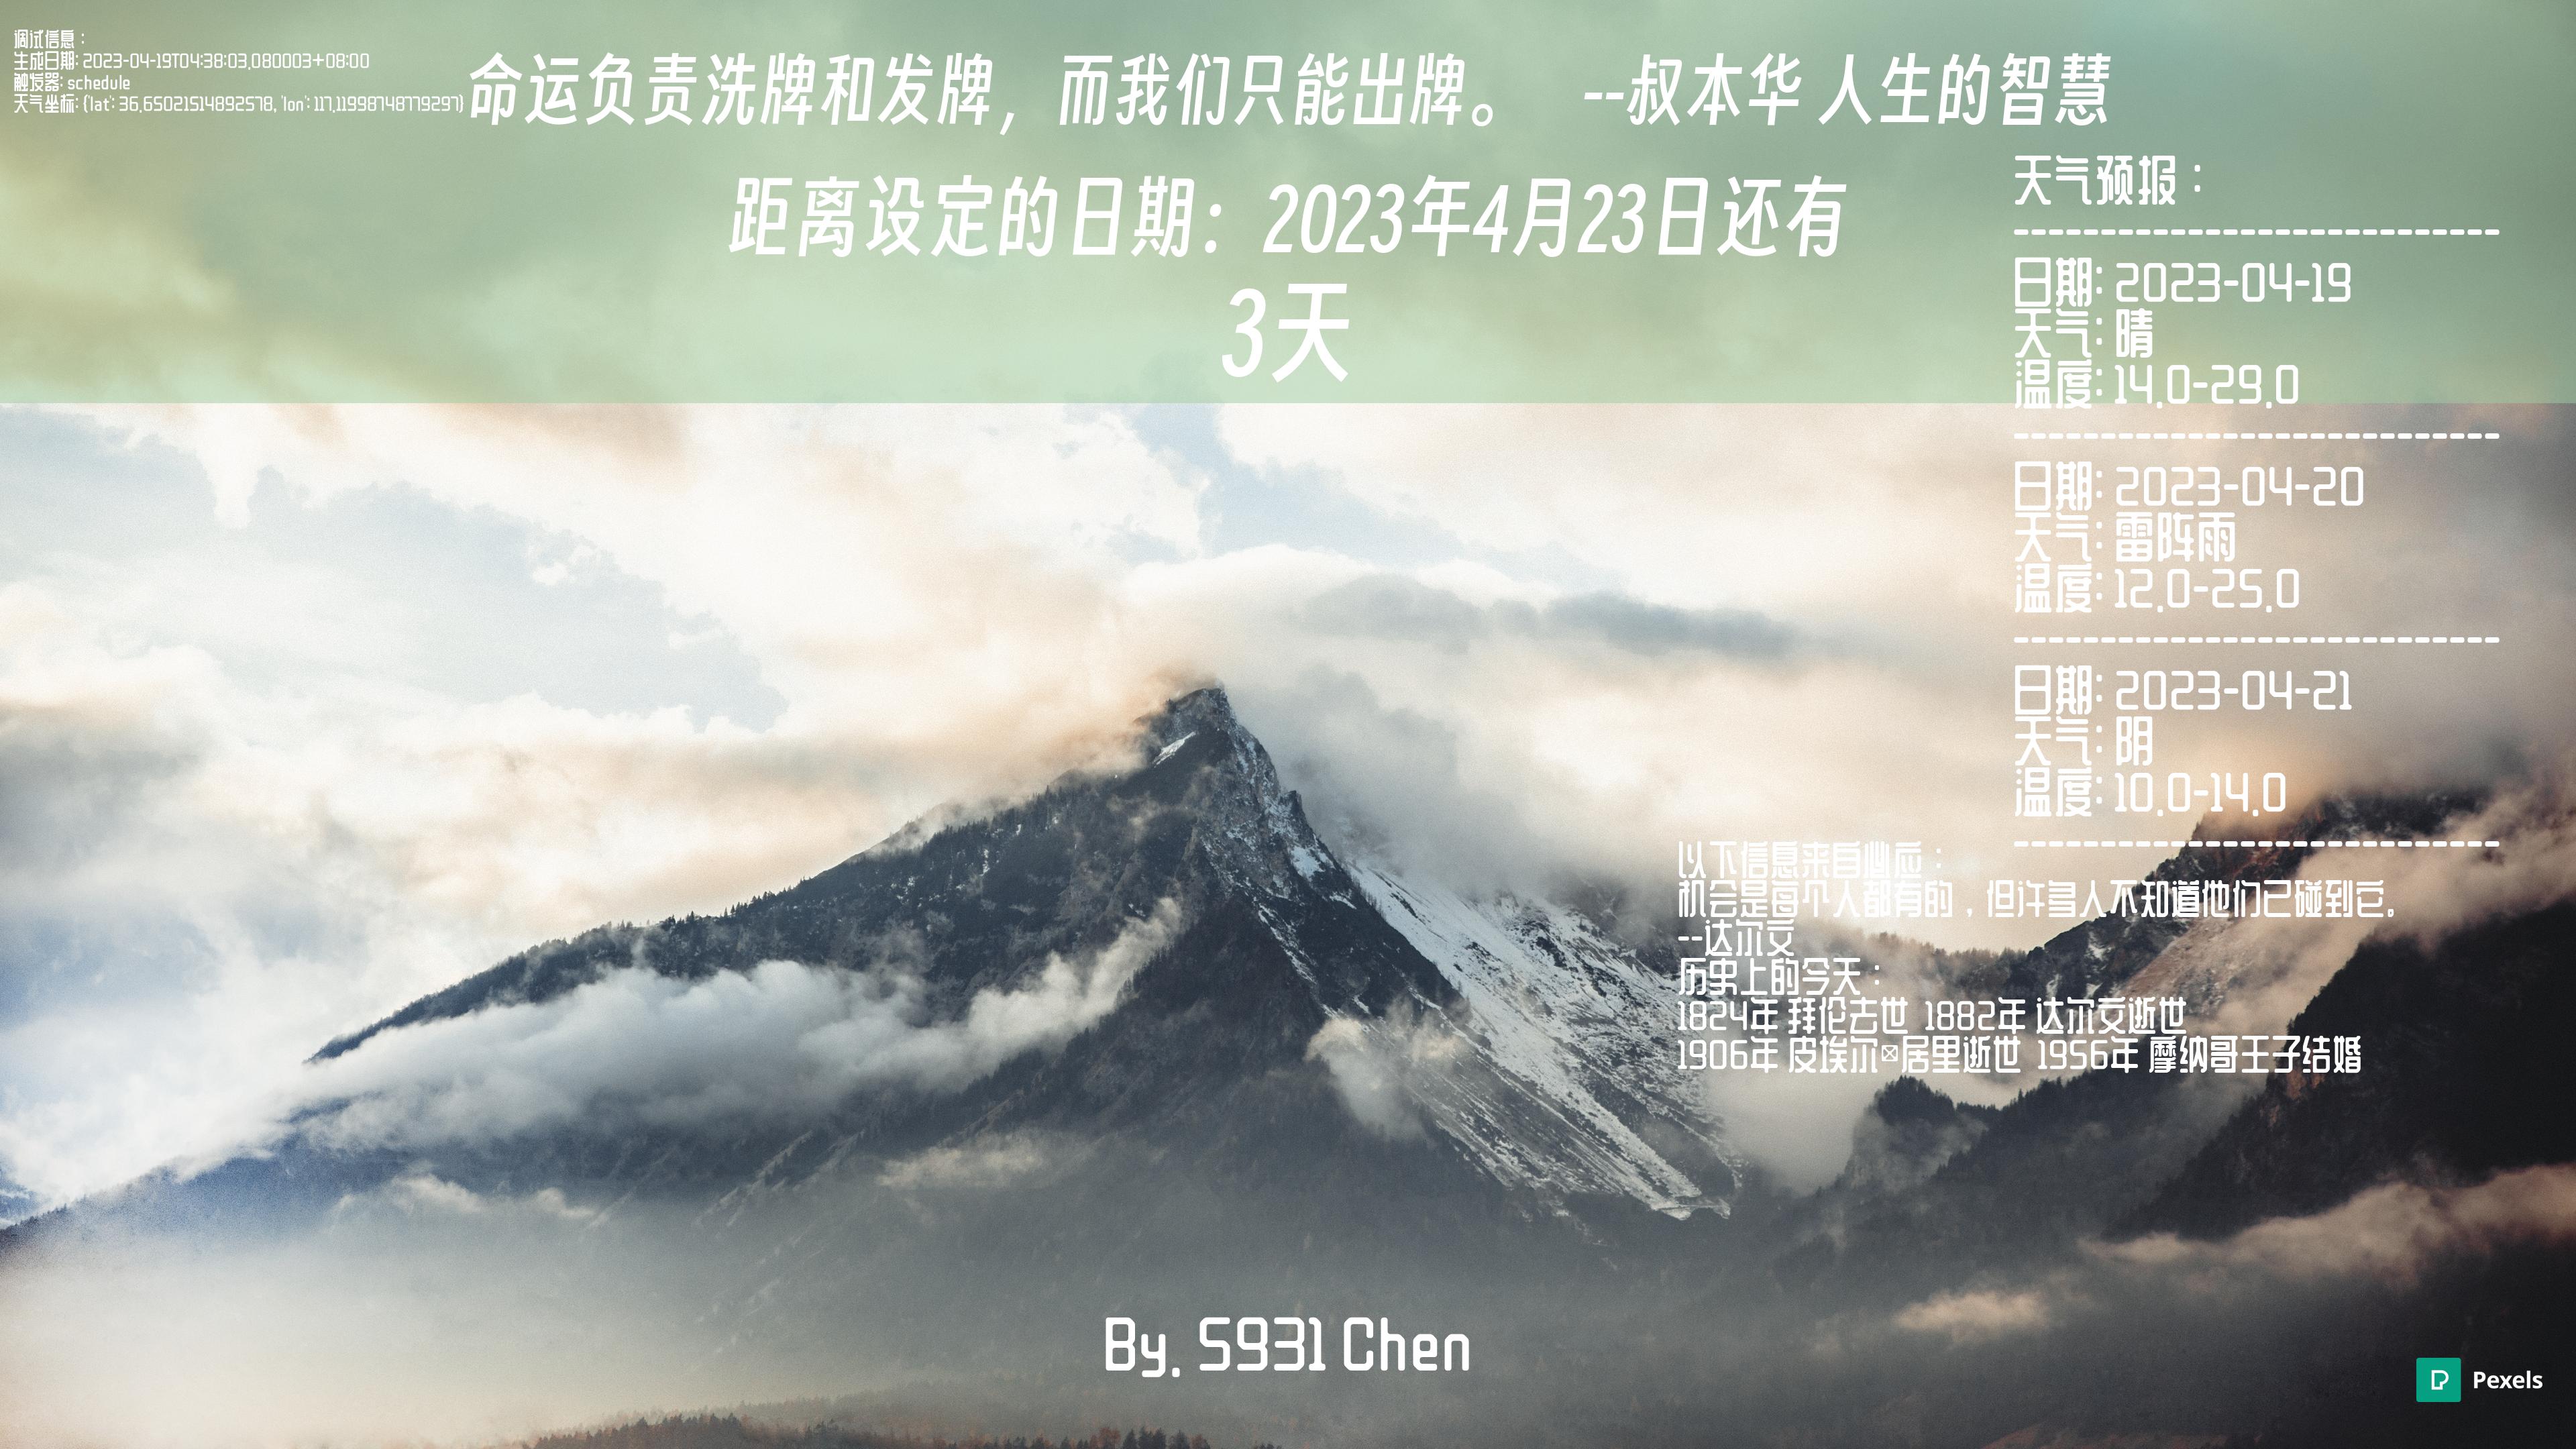 调试信息：
生成日期: 2023-04-19T04:38:03.080003+08:00
触发器: schedule
天气坐标: {'lat': 36.65021514892578, 'lon': 117.11998748779297}
命运负责洗牌和发牌，而我们只能出牌。 --叔本华 人生的智慧
距离设定的日期：2023年4月23日还有
3天
天气预报：
----------------------------
日期: 2023-04-19
天气: 晴
温度: 14.0-29.0
----------------------------
日期: 2023-04-20
天气: 雷阵雨
温度: 12.0-25.0
----------------------------
日期: 2023-04-21
天气: 阴
温度: 10.0-14.0
----------------------------
以下信息来自必应：
机会是每个人都有的，但许多人不知道他们已碰到它。
--达尔文
历史上的今天：
1824年 拜伦去世 1882年 达尔文逝世
1906年 皮埃尔☒居里逝世 1956年 摩纳哥王子结婚
By. S931 Chen
Pexels